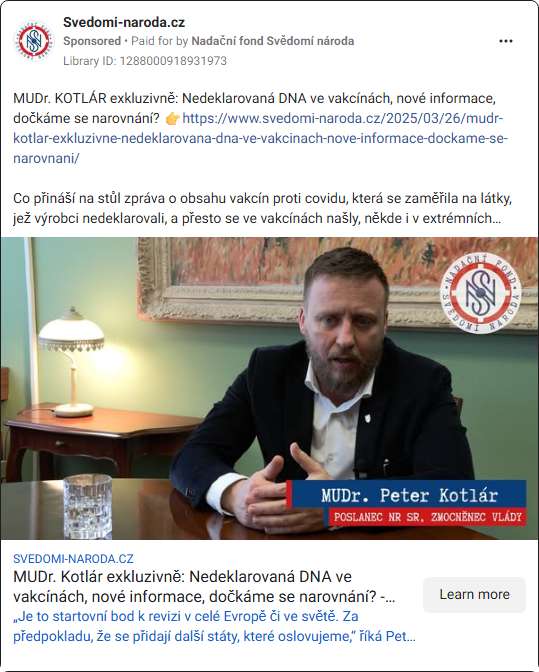 Svedomi-naroda.cz
Sponsored • Paid for by Nadační fond Svědomí národa
Library ID: 1288000918931973
MUDr. KOTLÁR exkluzivně: Nedeklarovaná DNA ve vakcínách, nové informace,
dočkáme se narovnání? 👉https://www.svedomi-naroda.cz/2025/03/26/mudr-
kotlar-exkluzivne-nedeklarovana-dna-ve-vakcinach-nove-informace-dockame-se-
narovnani/
Co přináší na stůl zpráva o obsahu vakcín proti covidu, která se zaměřila na látky,
jež výrobci nedeklarovali, a přesto se ve vakcínách našly, někde i v extrémních…
NADAČNÍ FOND
SVĚDOMÍ NÁRODA
MUDr. Peter Kotlár
POSLANEC NR SR, ZMOCNĚNEC VLÁDY
SVEDOMI-NARODA.CZ
MUDr. Kotlár exkluzivně: Nedeklarovaná DNA ve
vakcínách, nové informace, dočkáme se narovnání? -…
„Je to startovní bod k revizi v celé Evropě či ve světě. Za
předpokladu, že se přidají další státy, které oslovujeme,“ říká Pet…
Learn more